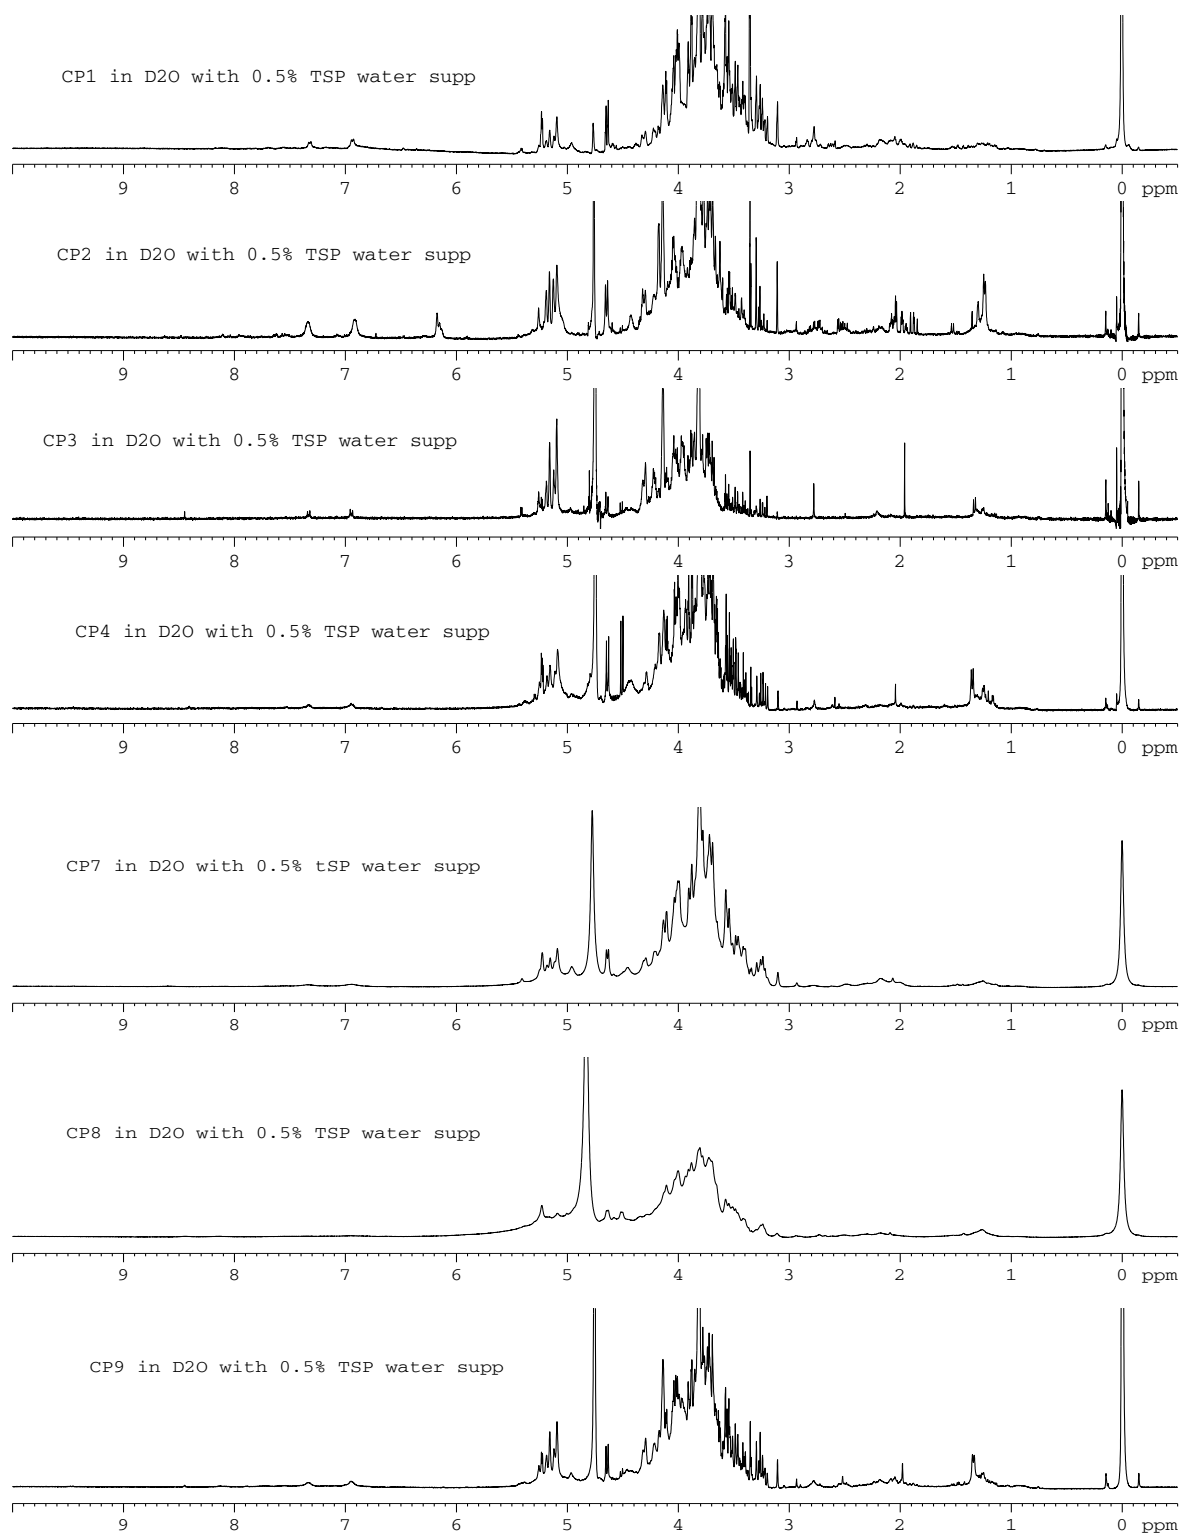 CP1 in D2O with 0.5% TSP water supp
9 8 7 6 5 4 3 2 1 0 ppm
CP2 in D2O with 0.5% TSP water supp
9 8 7 6 5 4 3 2 1 0 ppm
CP3 in D2O with 0.5% TSP water supp
9 8 7 6 5 4 3 2 1 0 ppm
CP4 in D2O with 0.5% TSP water supp
9 8 7 6 5 4 3 2 1 0 ppm
CP7 in D2O with 0.5% tSP water supp
9 8 7 6 5 4 3 2 1 0 ppm
CP8 in D2O with 0.5% TSP water supp
9 8 7 6 5 4 3 2 1 0 ppm
CP9 in D2O with 0.5% TSP water supp
9 8 7 6 5 4 3 2 1 0 ppm